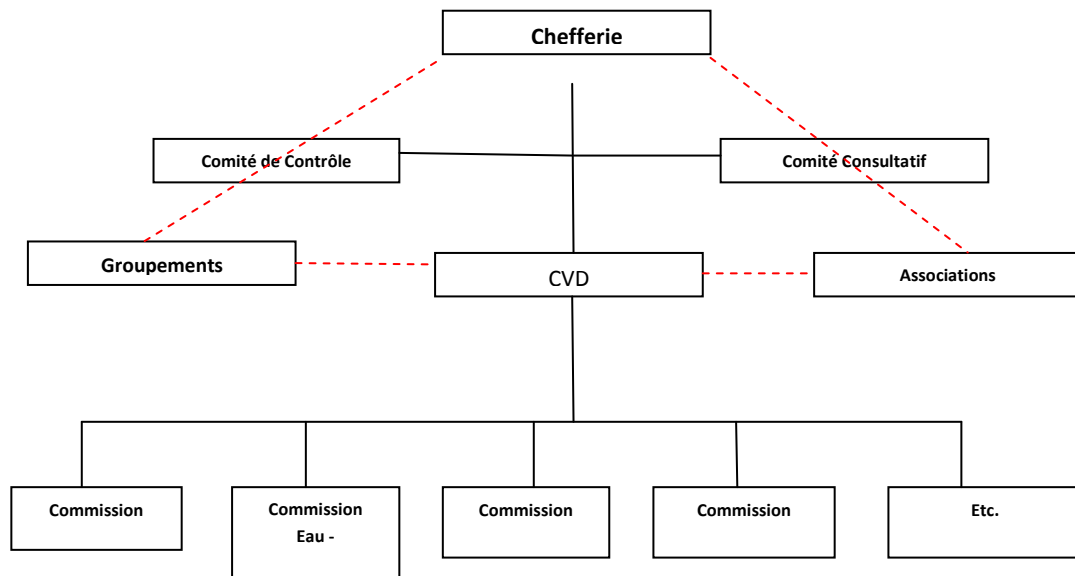 Chefferie
Comité de Contrôle
Comité Consultatif
Groupements
CVD
Associations
Commission
Commission
Eau -
Commission
Commission
Etc.